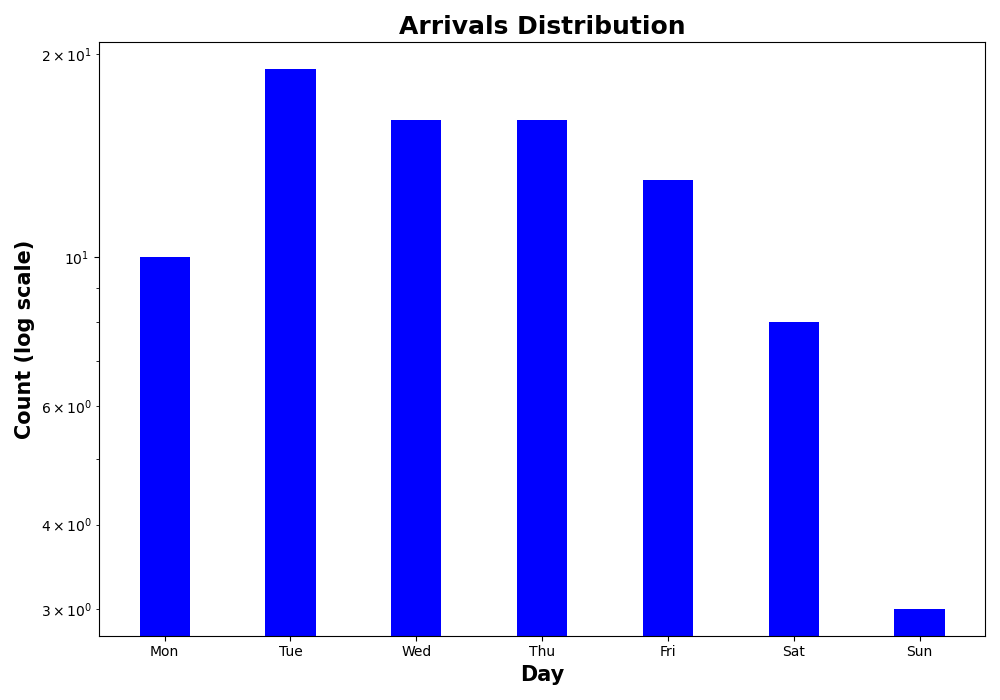 Arrivals Distribution
Count (log scale)
2 × 10¹
10¹
6 × 10⁰
4 × 10⁰
3 × 10⁰
Mon Tue Wed Thu Fri Sat Sun
Day